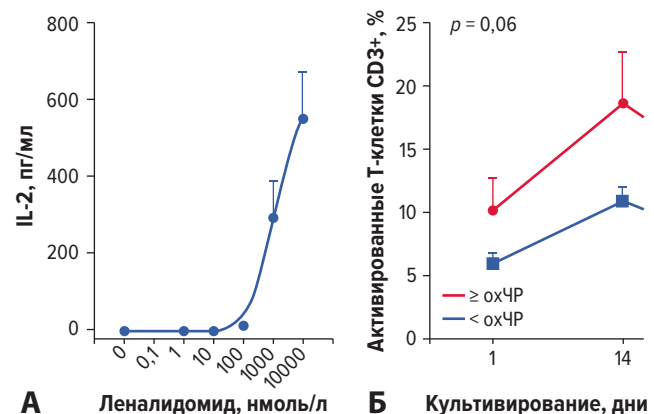 800
600
400
200
0
IL-2, пг/мл
0
0,1
1
10
100
1000
10000
А
Леналидомид, нмоль/л
25
20
15
10
5
0
Активированные Т-клетки CD3+, %
p = 0,06
≥ охЧР
< охЧР
1
14
Б
Культивирование, дни